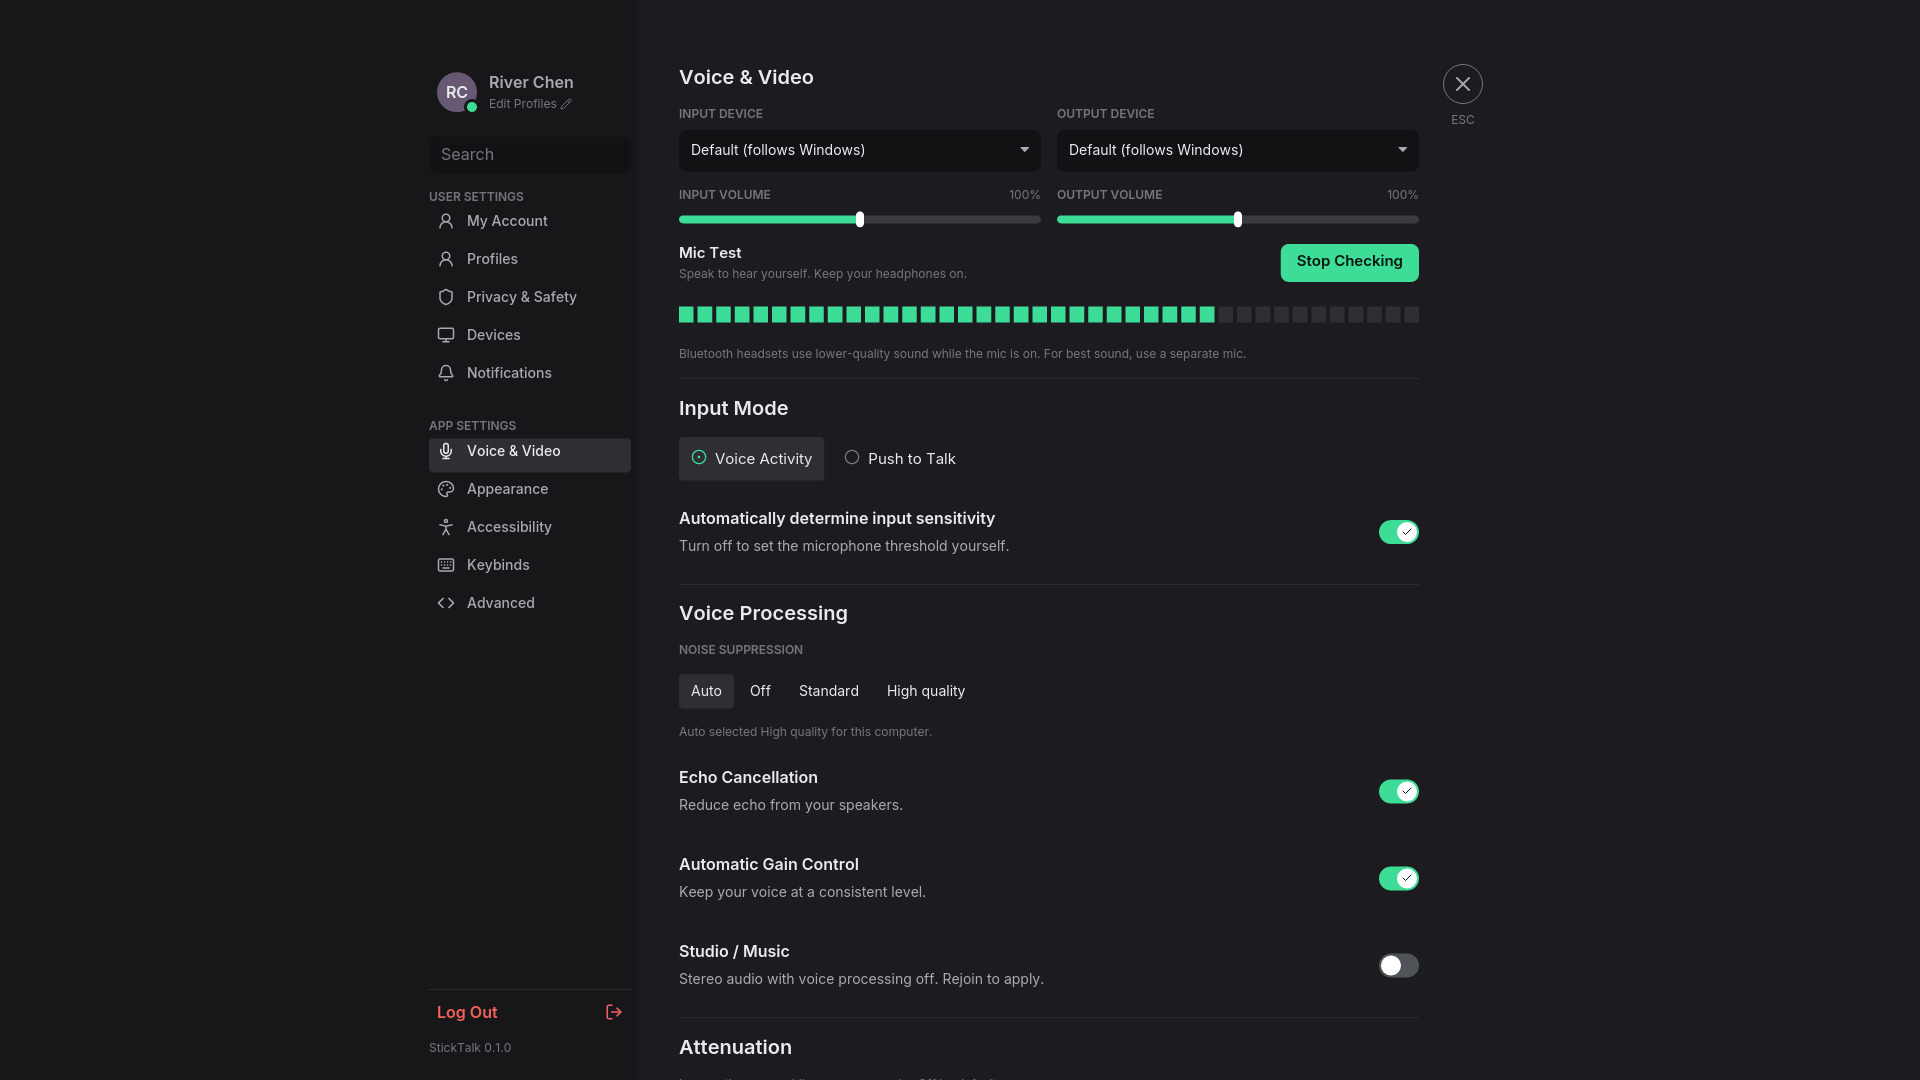 RC
River Chen
Edit Profiles
Search
USER SETTINGS
My Account
Profiles
Privacy & Safety
Devices
Notifications
APP SETTINGS
Voice & Video
Appearance
Accessibility
Keybinds
Advanced
Log Out
StickTalk 0.1.0
Voice & Video
ESC
INPUT DEVICE
Default (follows Windows)
OUTPUT DEVICE
Default (follows Windows)
INPUT VOLUME 100%
OUTPUT VOLUME 100%
Mic Test
Speak to hear yourself. Keep your headphones on.
Stop Checking
Bluetooth headsets use lower-quality sound while the mic is on. For best sound, use a separate mic.
Input Mode
Voice Activity
Push to Talk
Automatically determine input sensitivity
Turn off to set the microphone threshold yourself.
Voice Processing
NOISE SUPPRESSION
Auto
Off
Standard
High quality
Auto selected High quality for this computer.
Echo Cancellation
Reduce echo from your speakers.
Automatic Gain Control
Keep your voice at a consistent level.
Studio / Music
Stereo audio with voice processing off. Rejoin to apply.
Attenuation